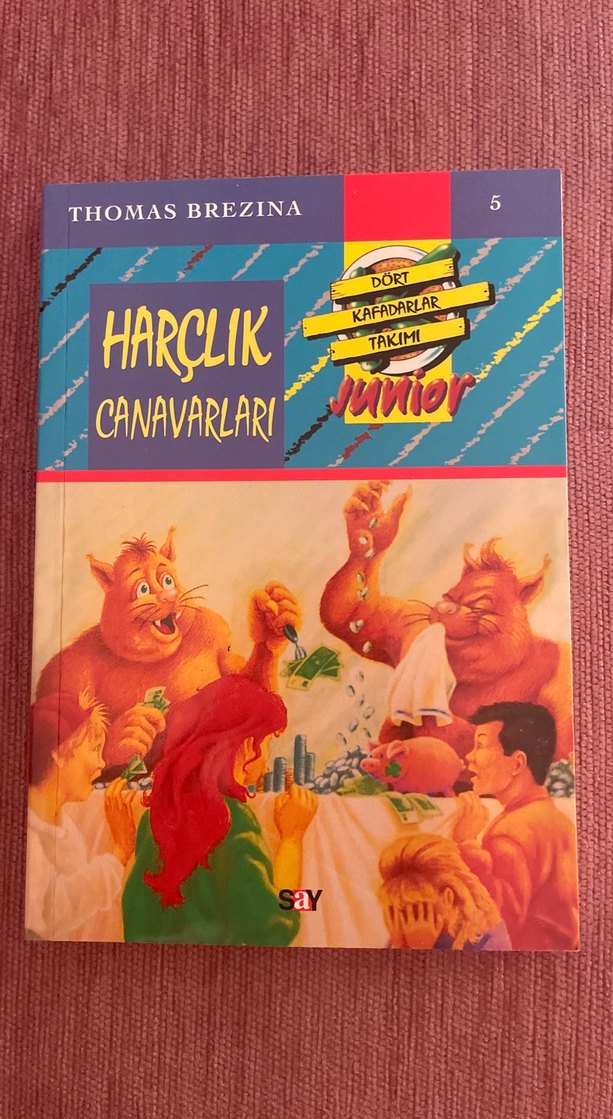 THOMAS BREZINA
5
DÖRT
KAFADARLAR
TAKIMI
junior
HARÇLIK
CANAVARLARI
SAY